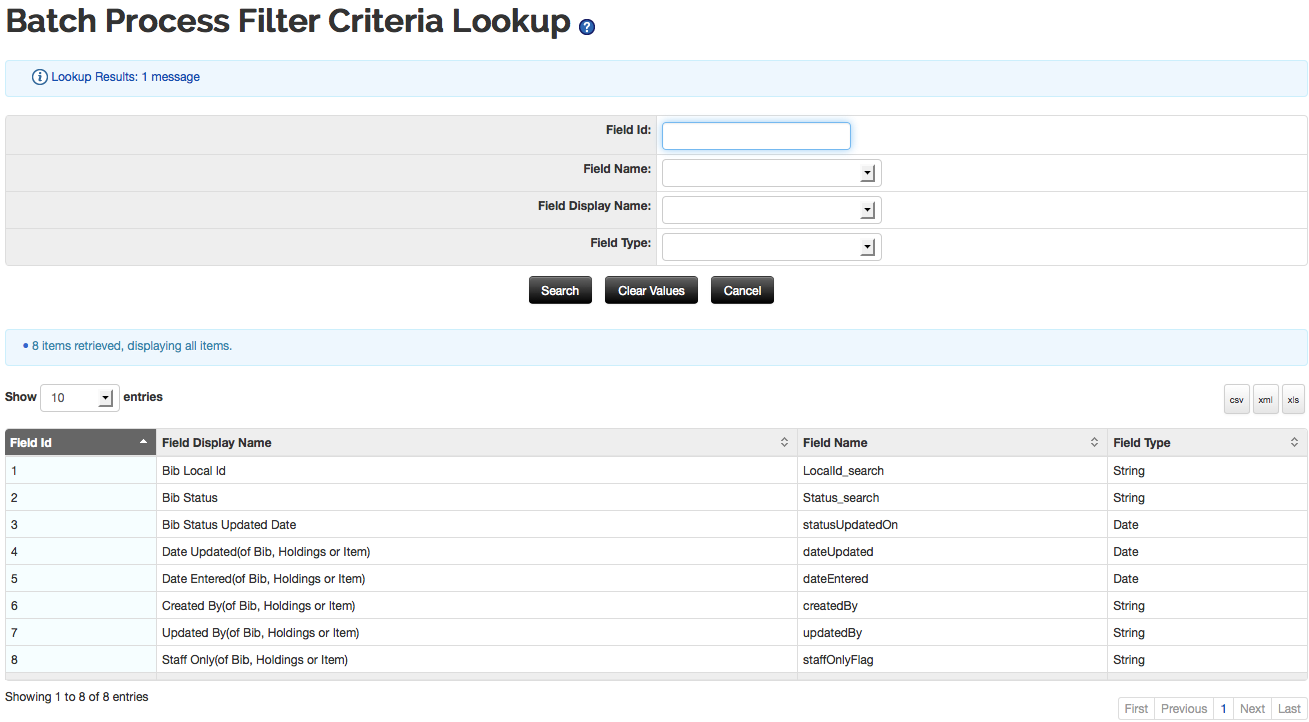 Batch Process Filter Criteria Lookup ?
Lookup Results: 1 message
Field Id:
Field Name:
Field Display Name:
Field Type:
Search Clear Values Cancel
• 8 items retrieved, displaying all items.
Show 10 entries csv xml xls
Field Id Field Display Name Field Name Field Type
1 Bib Local Id LocalId_search String
2 Bib Status Status_search String
3 Bib Status Updated Date statusUpdatedOn Date
4 Date Updated(of Bib, Holdings or Item) dateUpdated Date
5 Date Entered(of Bib, Holdings or Item) dateEntered Date
6 Created By(of Bib, Holdings or Item) createdBy String
7 Updated By(of Bib, Holdings or Item) updatedBy String
8 Staff Only(of Bib, Holdings or Item) staffOnlyFlag String
Showing 1 to 8 of 8 entries
First Previous 1 Next Last